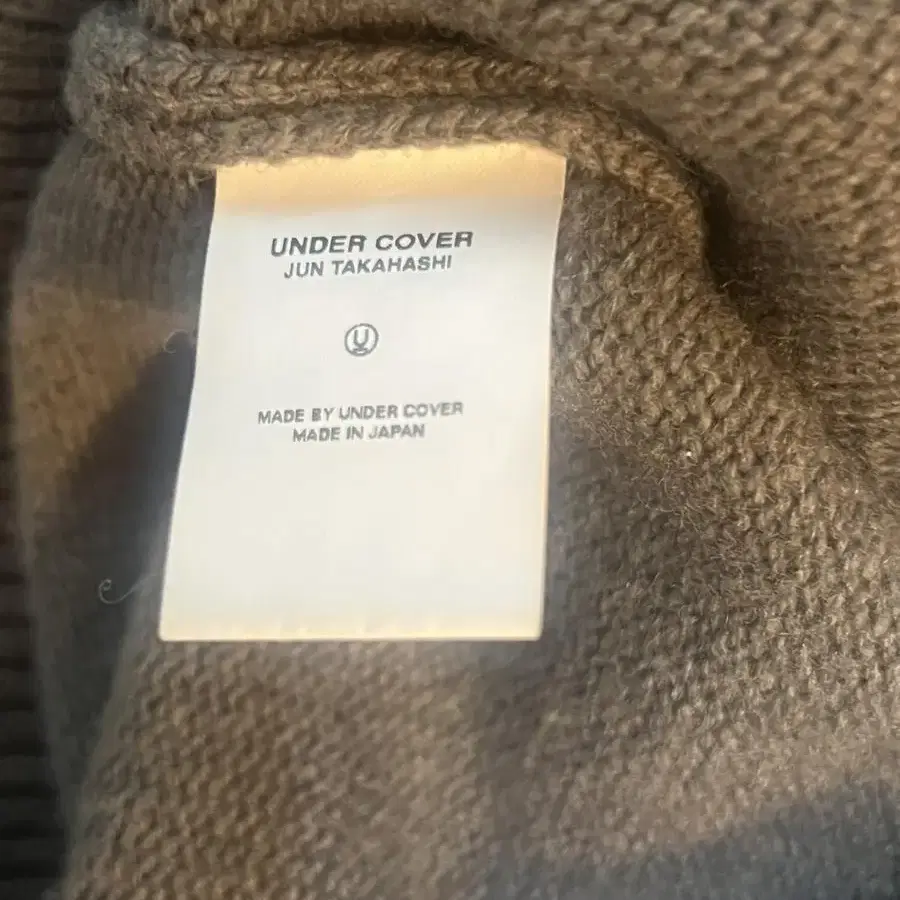 UNDER COVER
JUN TAKAHASHI
U
MADE BY UNDER COVER
MADE IN JAPAN